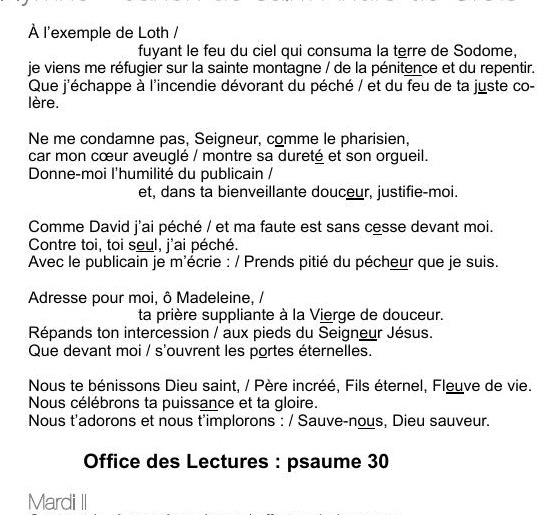 À l’exemple de Loth /
fuyant le feu du ciel qui consuma la terre de Sodome,
je viens me réfugier sur la sainte montagne / de la pénitence et du repentir.
Que j’échappe à l’incendie dévorant du péché / et du feu de ta juste co-
lère.
Ne me condamne pas, Seigneur, comme le pharisien,
car mon cœur aveuglé / montre sa dureté et son orgueil.
Donne-moi l’humilité du publicain /
et, dans ta bienveillante douceur, justifie-moi.
Comme David j’ai péché / et ma faute est sans cesse devant moi.
Contre toi, toi seul, j’ai péché.
Avec le publicain je m’écrie : / Prends pitié du pécheur que je suis.
Adresse pour moi, ô Madeleine, /
ta prière suppliante à la Vierge de douceur.
Répands ton intercession / aux pieds du Seigneur Jésus.
Que devant moi / s’ouvrent les portes éternelles.
Nous te bénissons Dieu saint, / Père incréé, Fils éternel, Fleuve de vie.
Nous célébrons ta puissance et ta gloire.
Nous t’adorons et nous t’implorons : / Sauve-nous, Dieu sauveur.
Office des Lectures : psaume 30
Mardi II